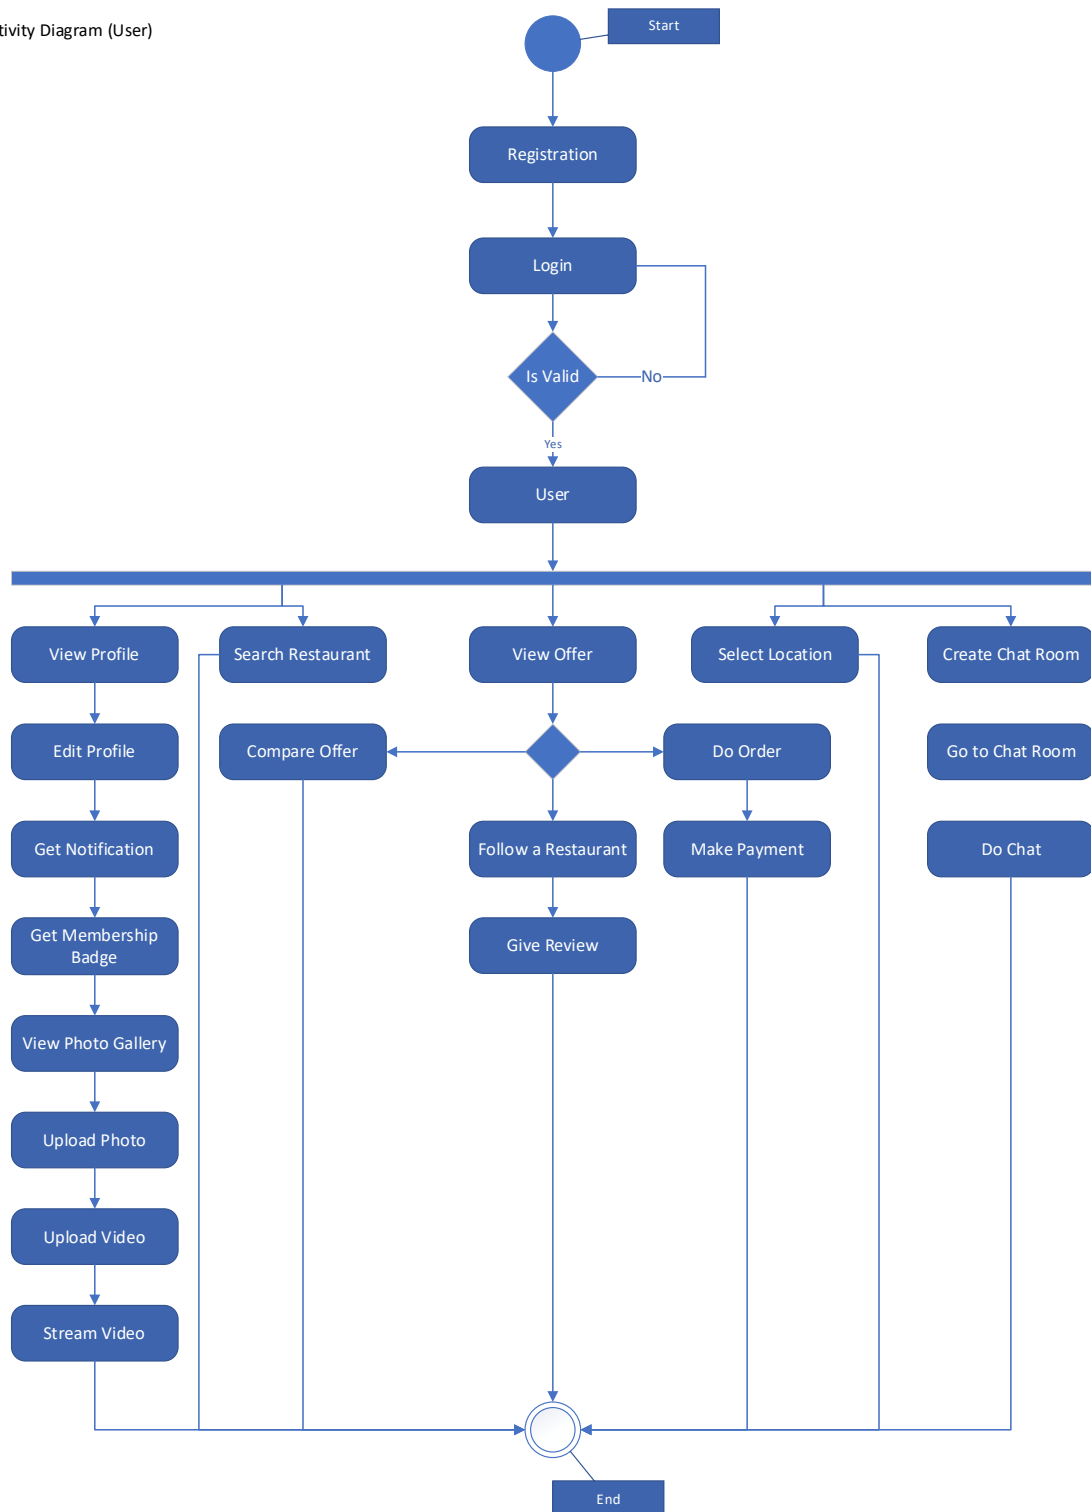 tivity Diagram (User)
Start
Registration
Login
Is Valid
No
Yes
User
View Profile
Search Restaurant
View Offer
Select Location
Create Chat Room
Edit Profile
Compare Offer
Do Order
Go to Chat Room
Get Notification
Follow a Restaurant
Make Payment
Do Chat
Get Membership
Badge
Give Review
View Photo Gallery
Upload Photo
Upload Video
Stream Video
End